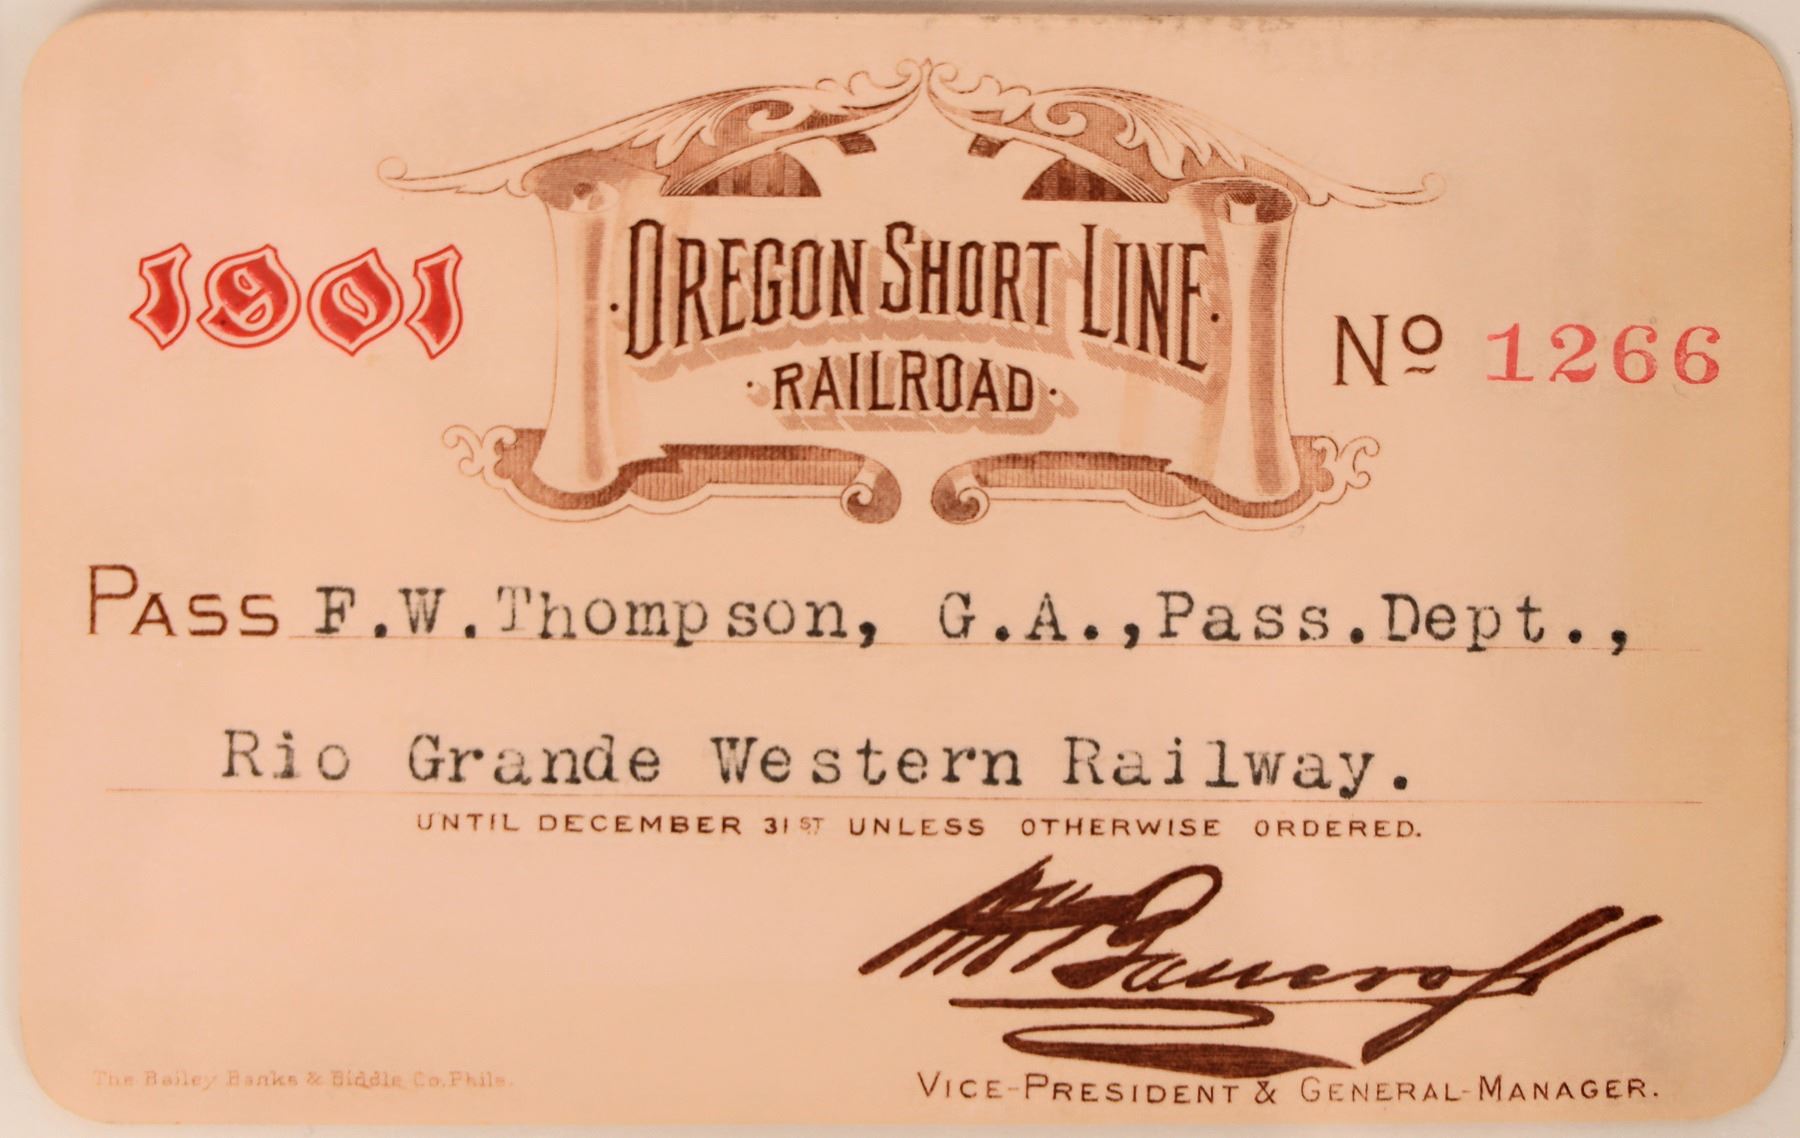 1901
·OREGON SHORT LINE·
·RAILROAD·
No 1266
PASS F.W.Thompson, G.A.,Pass.Dept.,
Rio Grande Western Railway.
UNTIL DECEMBER 31ST UNLESS OTHERWISE ORDERED.
Bancroft
VICE-PRESIDENT & GENERAL-MANAGER.
The Bailey Banks & Biddle Co. Phila.